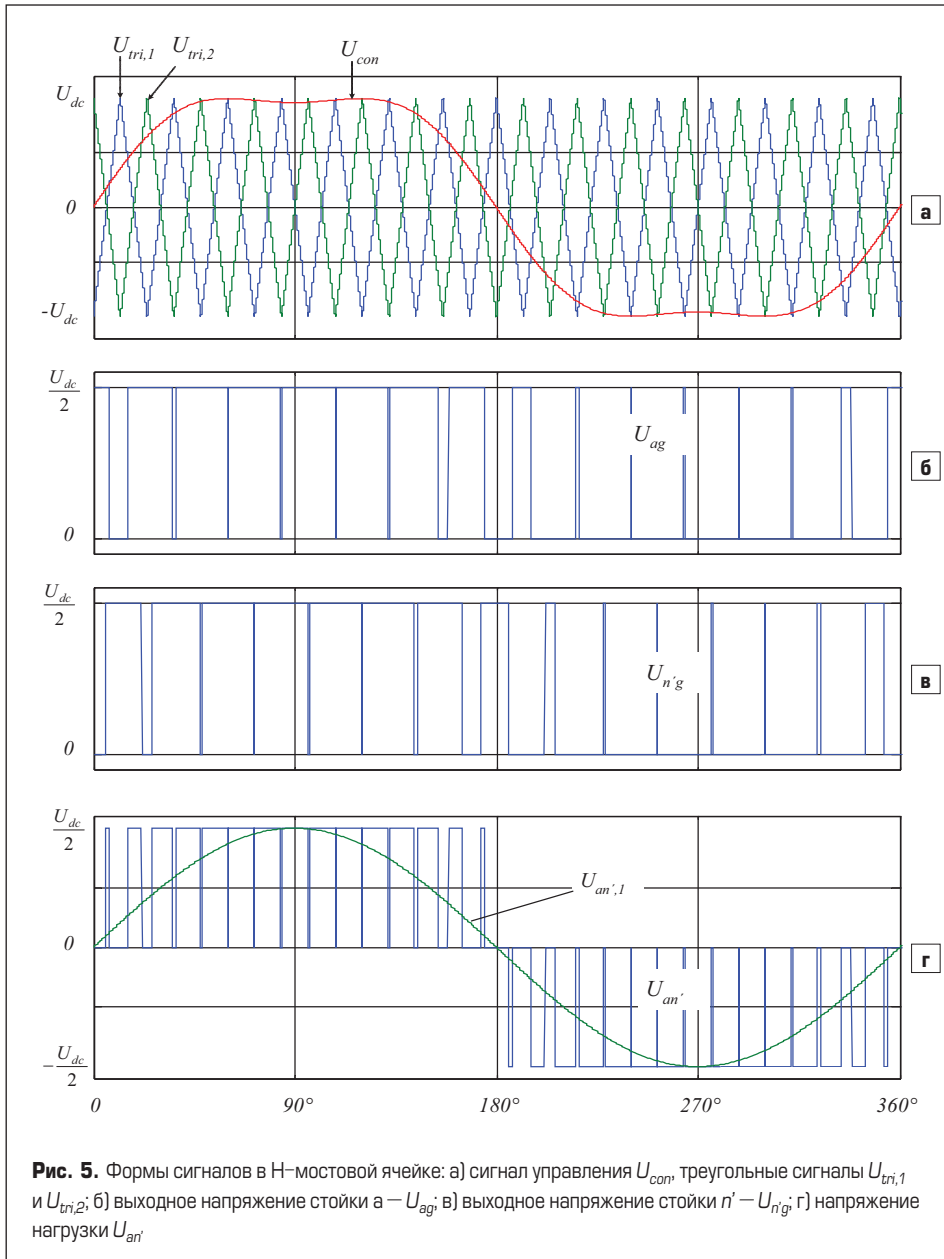 U_tri,1 U_tri,2 U_con
U_dc
0
-U_dc
а
U_dc
2
U_ag
0
б
U_dc
2
U_n'g
0
в
U_dc
2
U_an',1
0
U_an'
г
-U_dc
2
0 90° 180° 270° 360°
Рис. 5. Формы сигналов в Н–мостовой ячейке: а) сигнал управления U_con, треугольные сигналы U_tri,1
и U_tri,2; б) выходное напряжение стойки а — U_ag; в) выходное напряжение стойки n' — U_n'g; г) напряжение
нагрузки U_an'